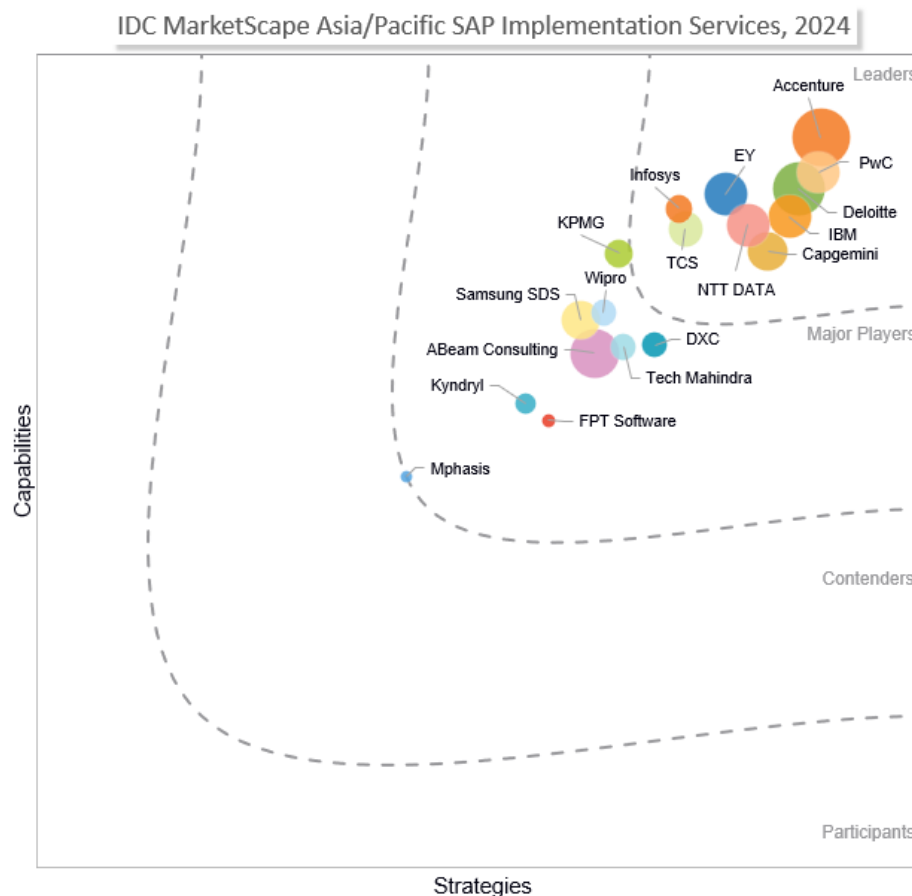 IDC MarketScape Asia/Pacific SAP Implementation Services, 2024
Leaders
Accenture
EY
PwC
Infosys
Deloitte
KPMG
IBM
TCS
Capgemini
Wipro
NTT DATA
Samsung SDS
Major Players
DXC
ABeam Consulting
Tech Mahindra
Kyndryl
FPT Software
Mphasis
Capabilities
Contenders
Participants
Strategies